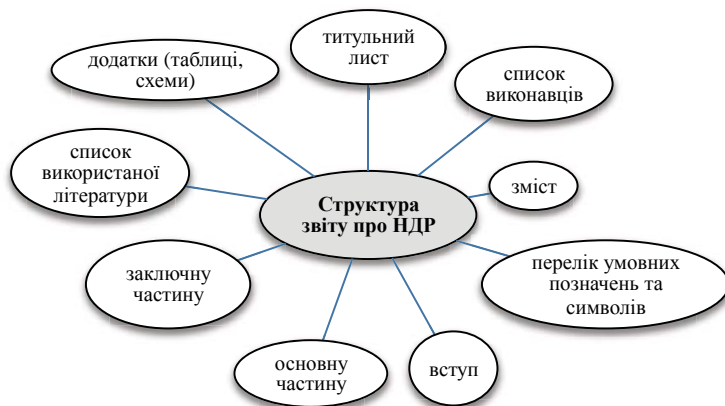 титульний
лист
список
виконавців
зміст
перелік умовних
позначень та
символів
вступ
основну
частину
заключну
частину
список
використаної
літератури
додатки (таблиці,
схеми)
Структура
звіту про НДР